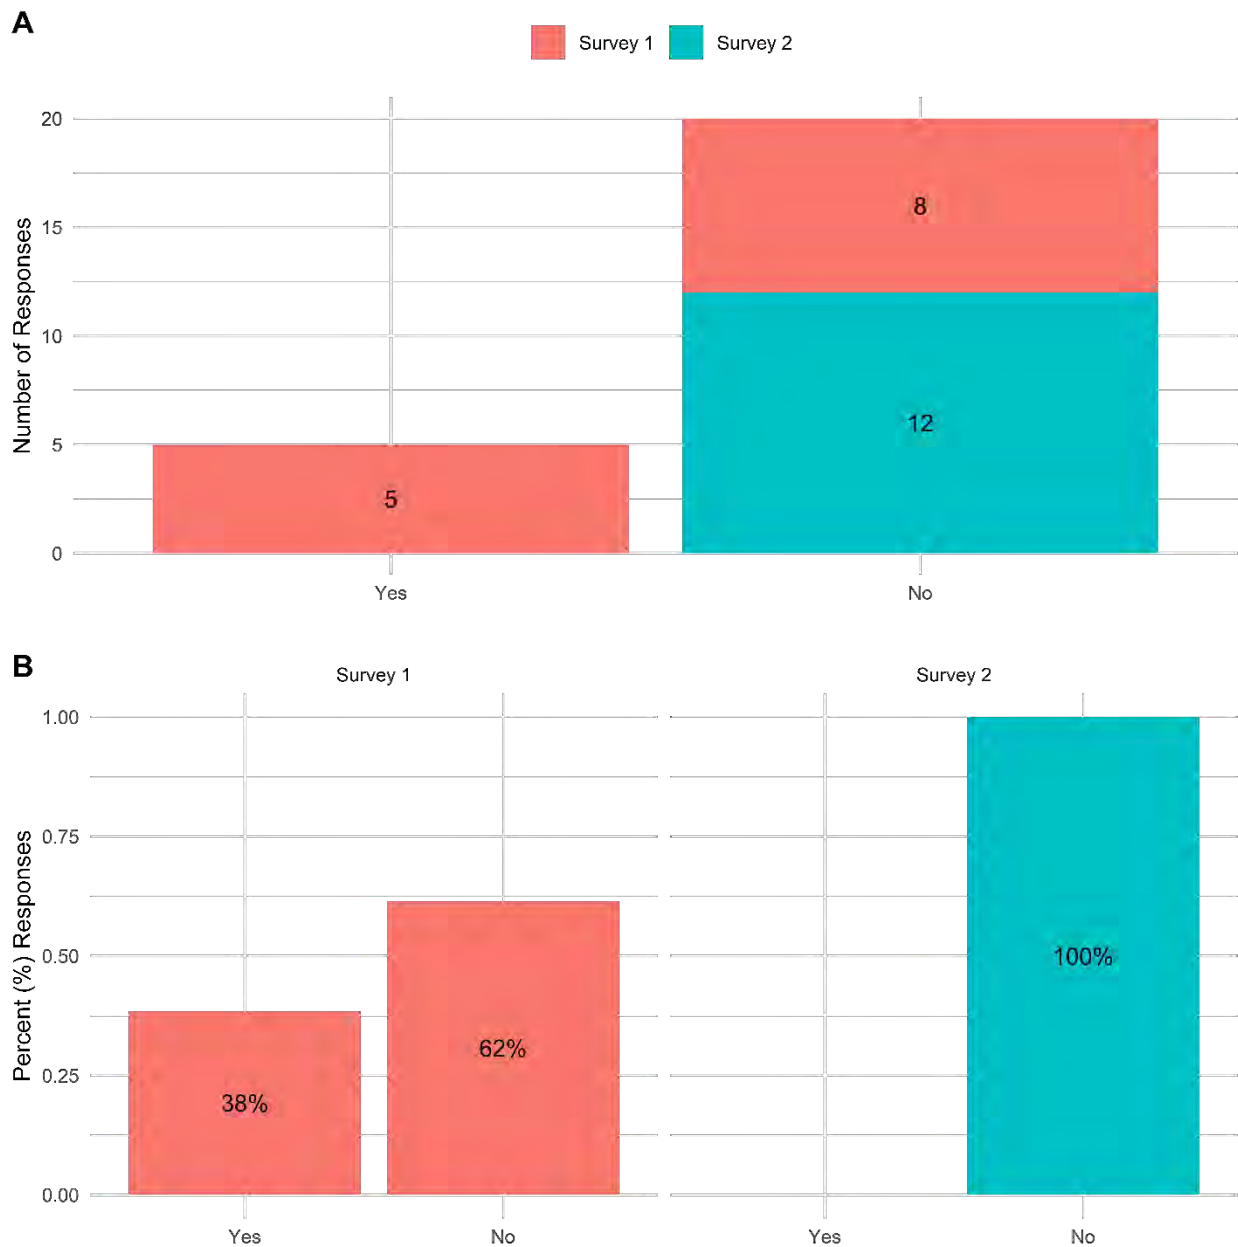 A
Survey 1 Survey 2
Number of Responses
20
15
10
5
0
8
12
5
Yes No
B
Survey 1 Survey 2
Percent (%) Responses
1.00
0.75
0.50
0.25
0.00
100%
62%
38%
Yes No Yes No